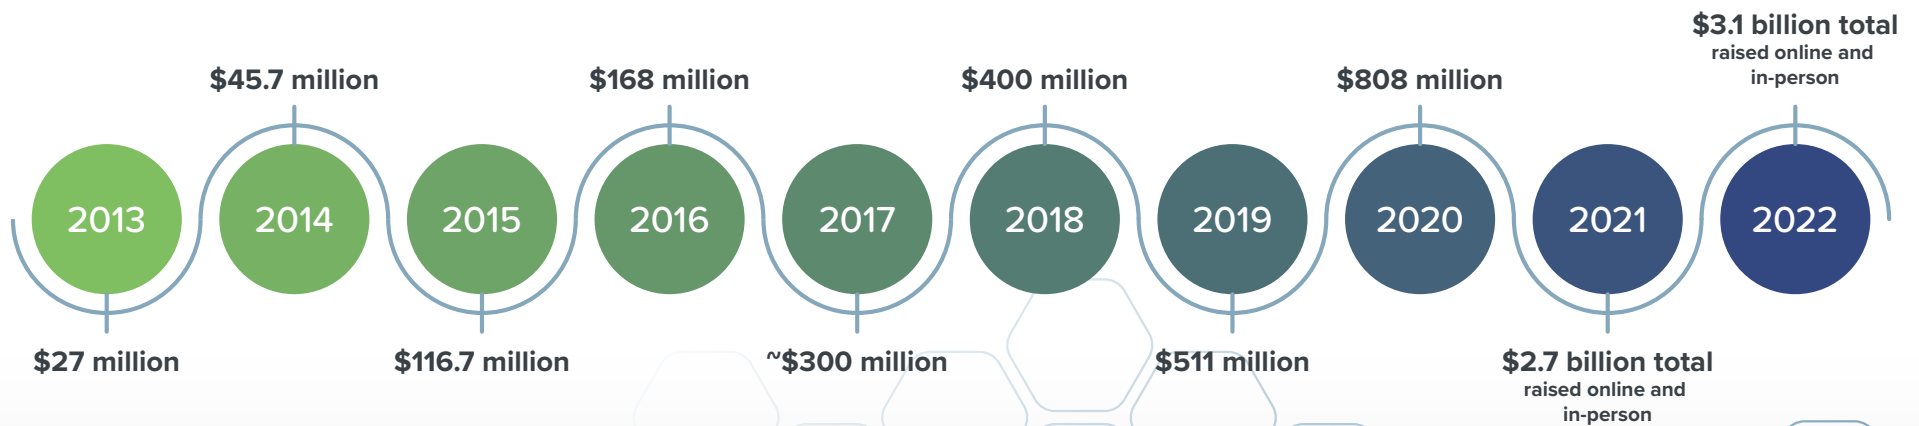 2013
$27 million
$45.7 million
2014
2015
$116.7 million
$168 million
2016
2017
~$300 million
$400 million
2018
2019
$511 million
$808 million
2020
2021
$2.7 billion total
raised online and
in-person
$3.1 billion total
raised online and
in-person
2022